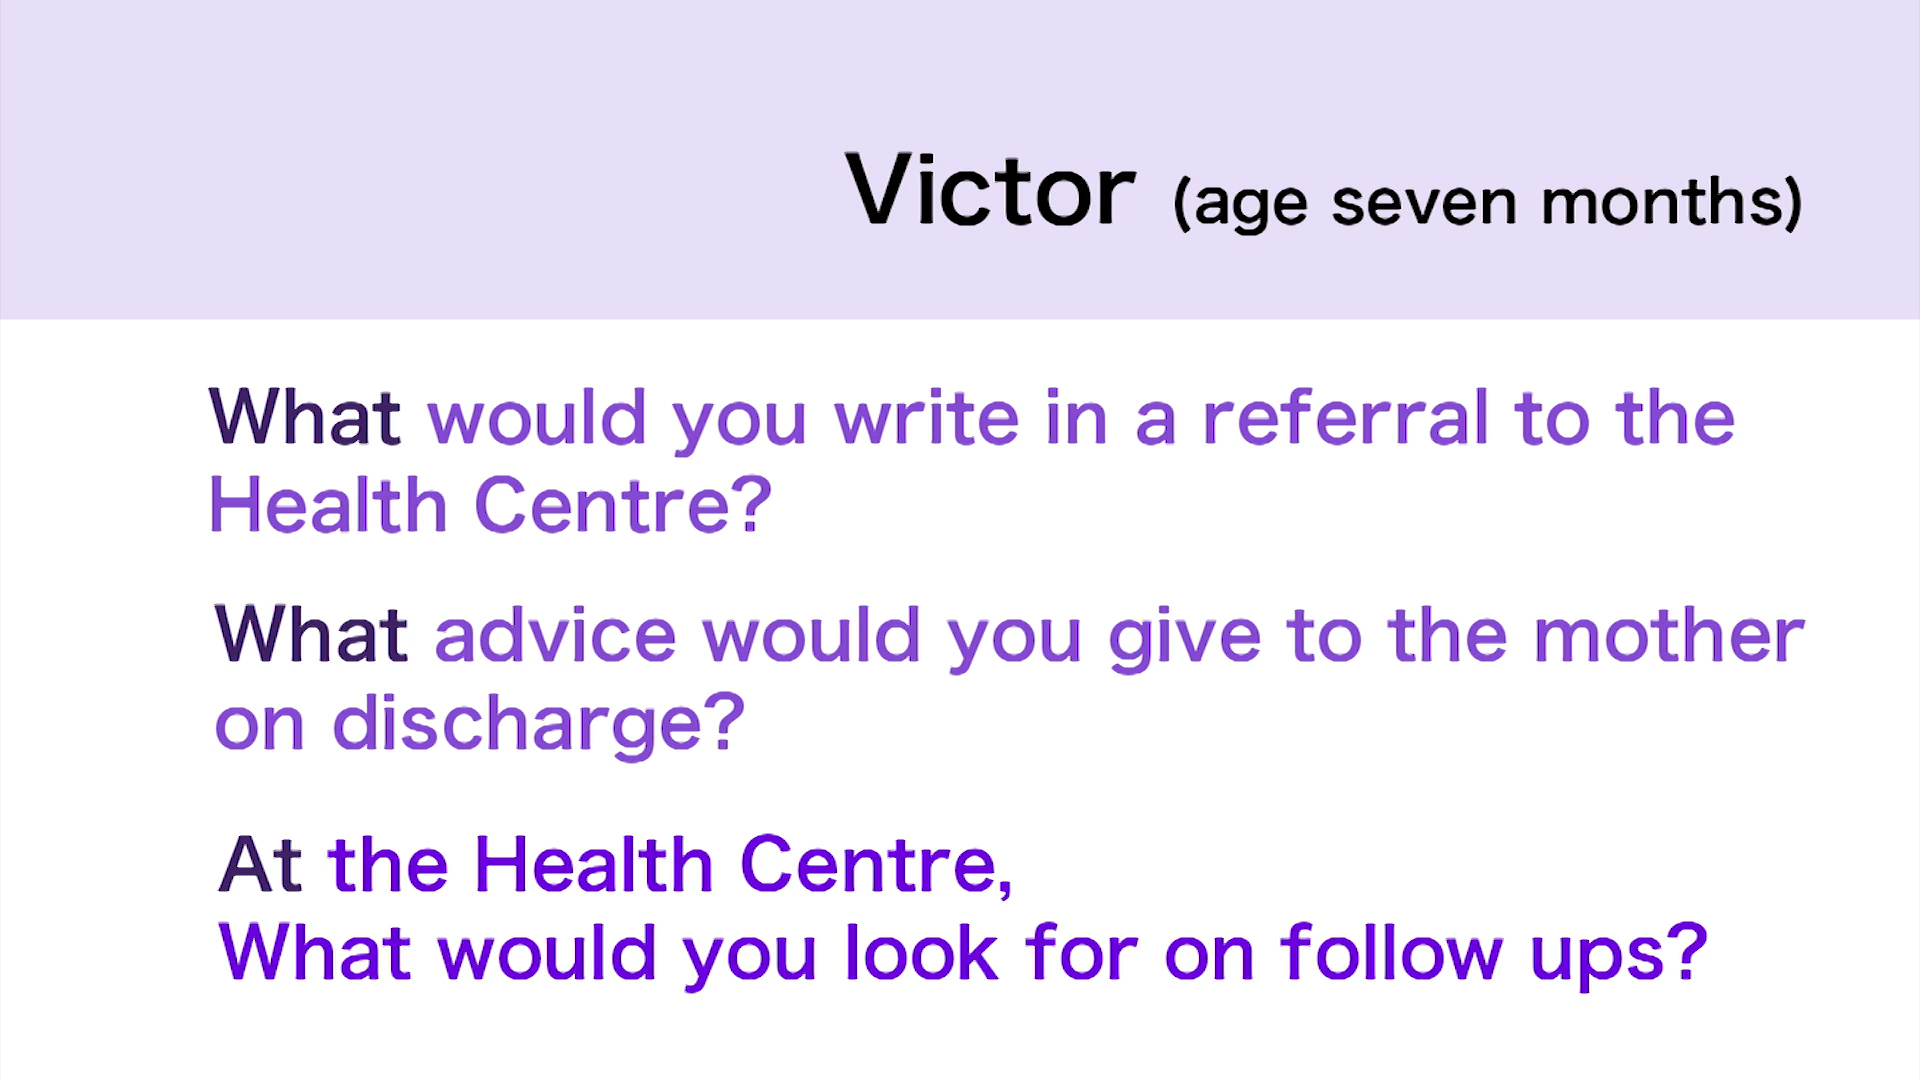 Victor (age seven months)
What would you write in a referral to the
Health Centre?
What advice would you give to the mother
on discharge?
At the Health Centre,
What would you look for on follow ups?